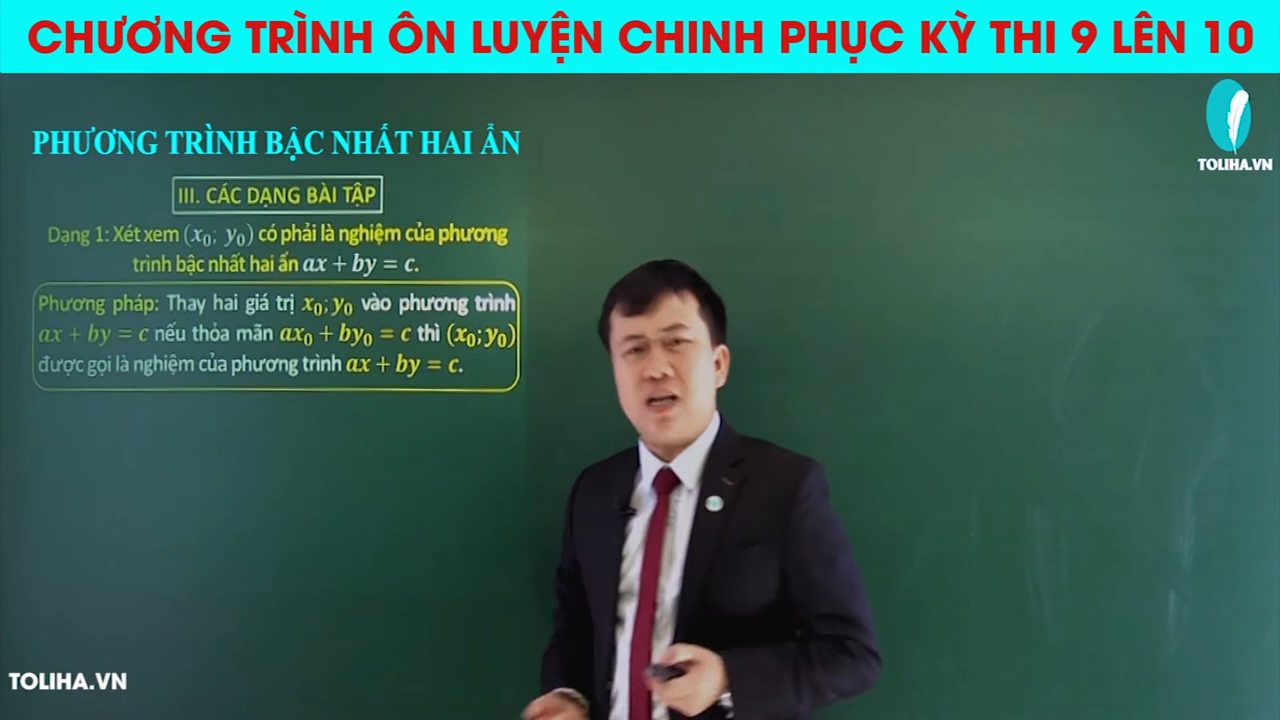 CHƯƠNG TRÌNH ÔN LUYỆN CHINH PHỤC KỲ THI 9 LÊN 10
TOLIHA.VN
PHƯƠNG TRÌNH BẬC NHẤT HAI ẨN
III. CÁC DẠNG BÀI TẬP
Dạng 1: Xét xem (x₀; y₀) có phải là nghiệm của phương
trình bậc nhất hai ẩn ax + by = c.
Phương pháp: Thay hai giá trị x₀; y₀ vào phương trình
ax + by = c nếu thỏa mãn ax₀ + by₀ = c thì (x₀; y₀)
được gọi là nghiệm của phương trình ax + by = c.
TOLIHA.VN